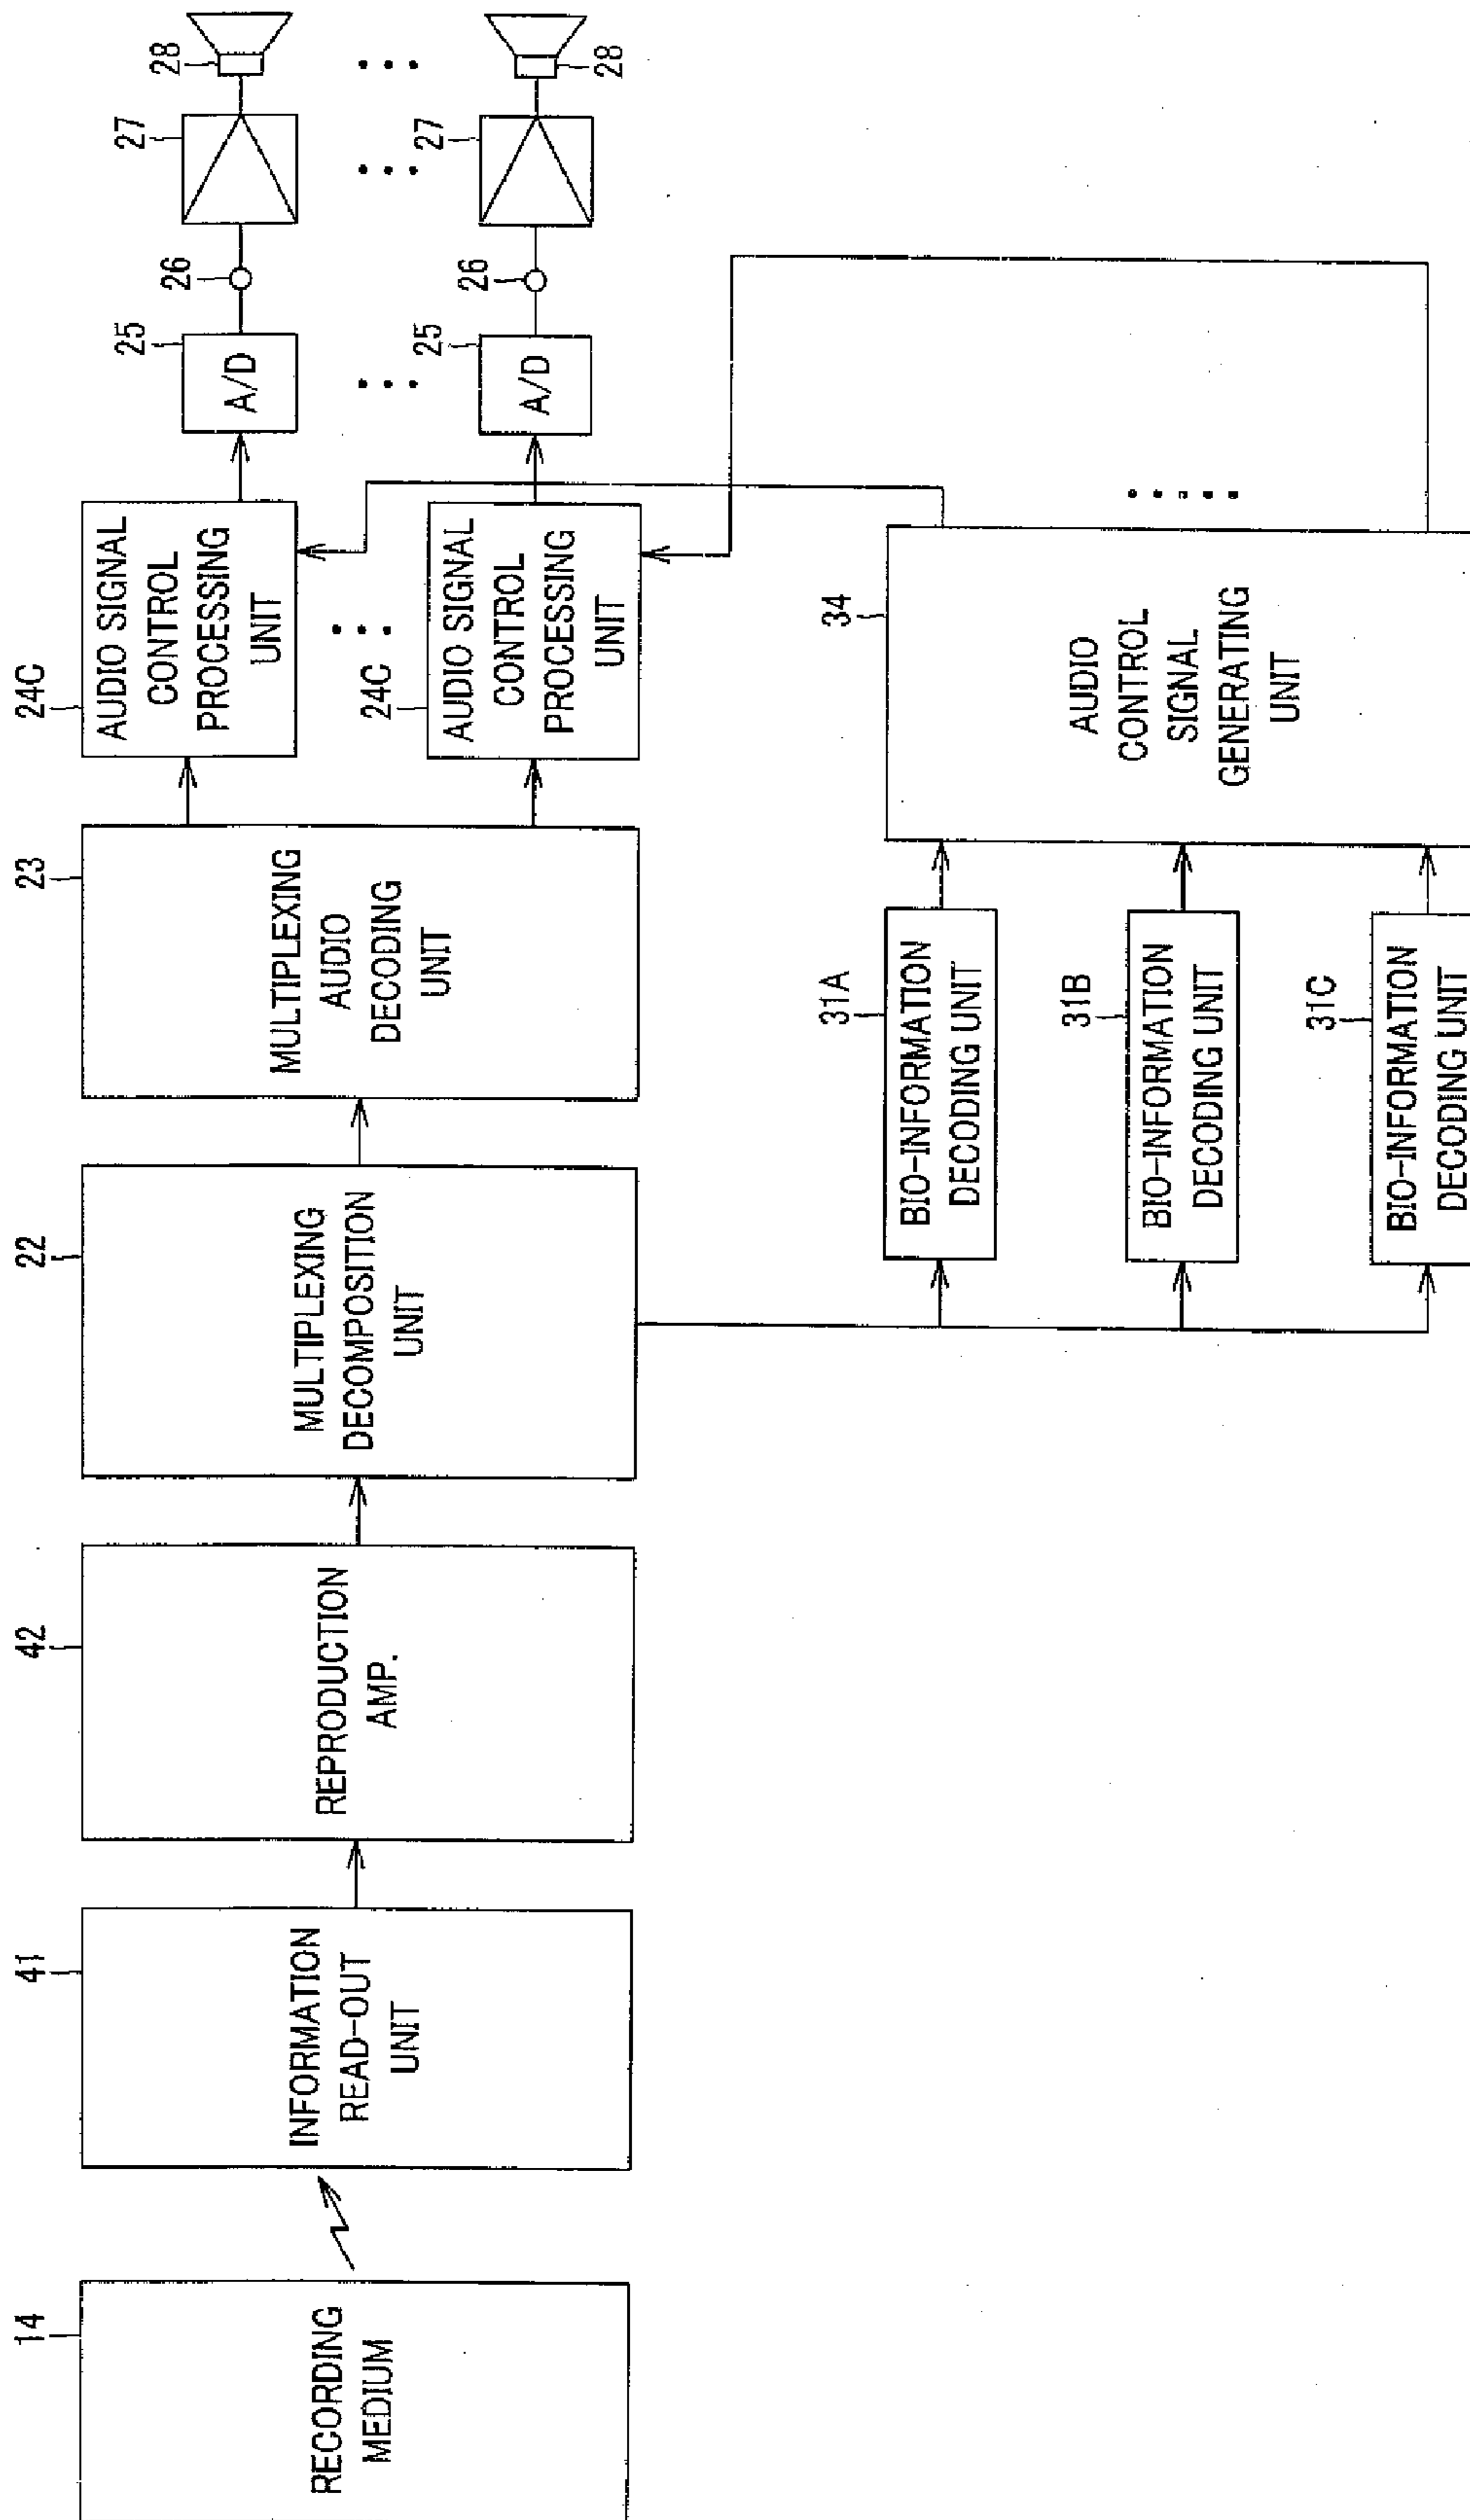 14
RECORDING
MEDIUM
41
INFORMATION
READ-OUT
UNIT
42
REPRODUCTION
AMP.
22
MULTIPLEXING
DECOMPOSITION
UNIT
23
MULTIPLEXING
AUDIO
DECODING
UNIT
24C
AUDIO SIGNAL
CONTROL
PROCESSING
UNIT
25
A/D
26
27
28
24C
AUDIO SIGNAL
CONTROL
PROCESSING
UNIT
25
A/D
26
27
28
31A
BIO-INFORMATION
DECODING UNIT
31B
BIO-INFORMATION
DECODING UNIT
31C
BIO-INFORMATION
DECODING UNIT
34
AUDIO
CONTROL
SIGNAL
GENERATING
UNIT